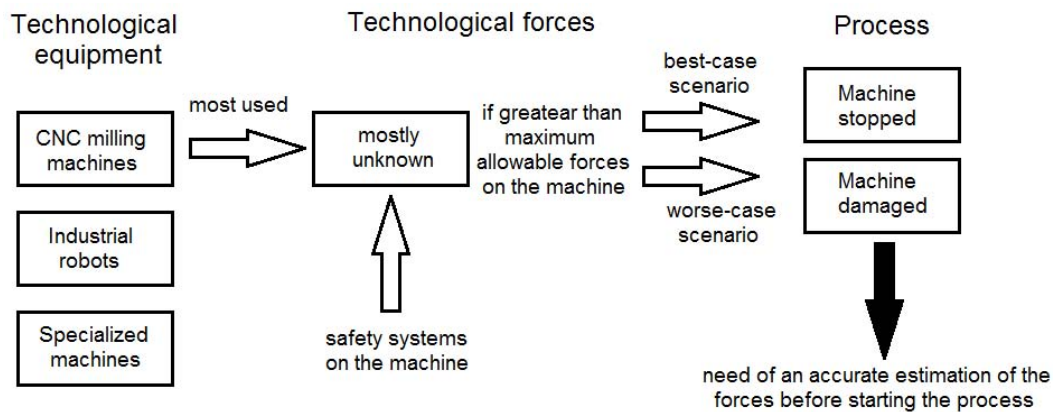 Technological
equipment
CNC milling
machines
Industrial
robots
Specialized
machines
most used
Technological forces
mostly
unknown
safety systems
on the machine
if greatear than
maximum
allowable forces
on the machine
best-case
scenario
worse-case
scenario
Process
Machine
stopped
Machine
damaged
need of an accurate estimation of the
forces before starting the process